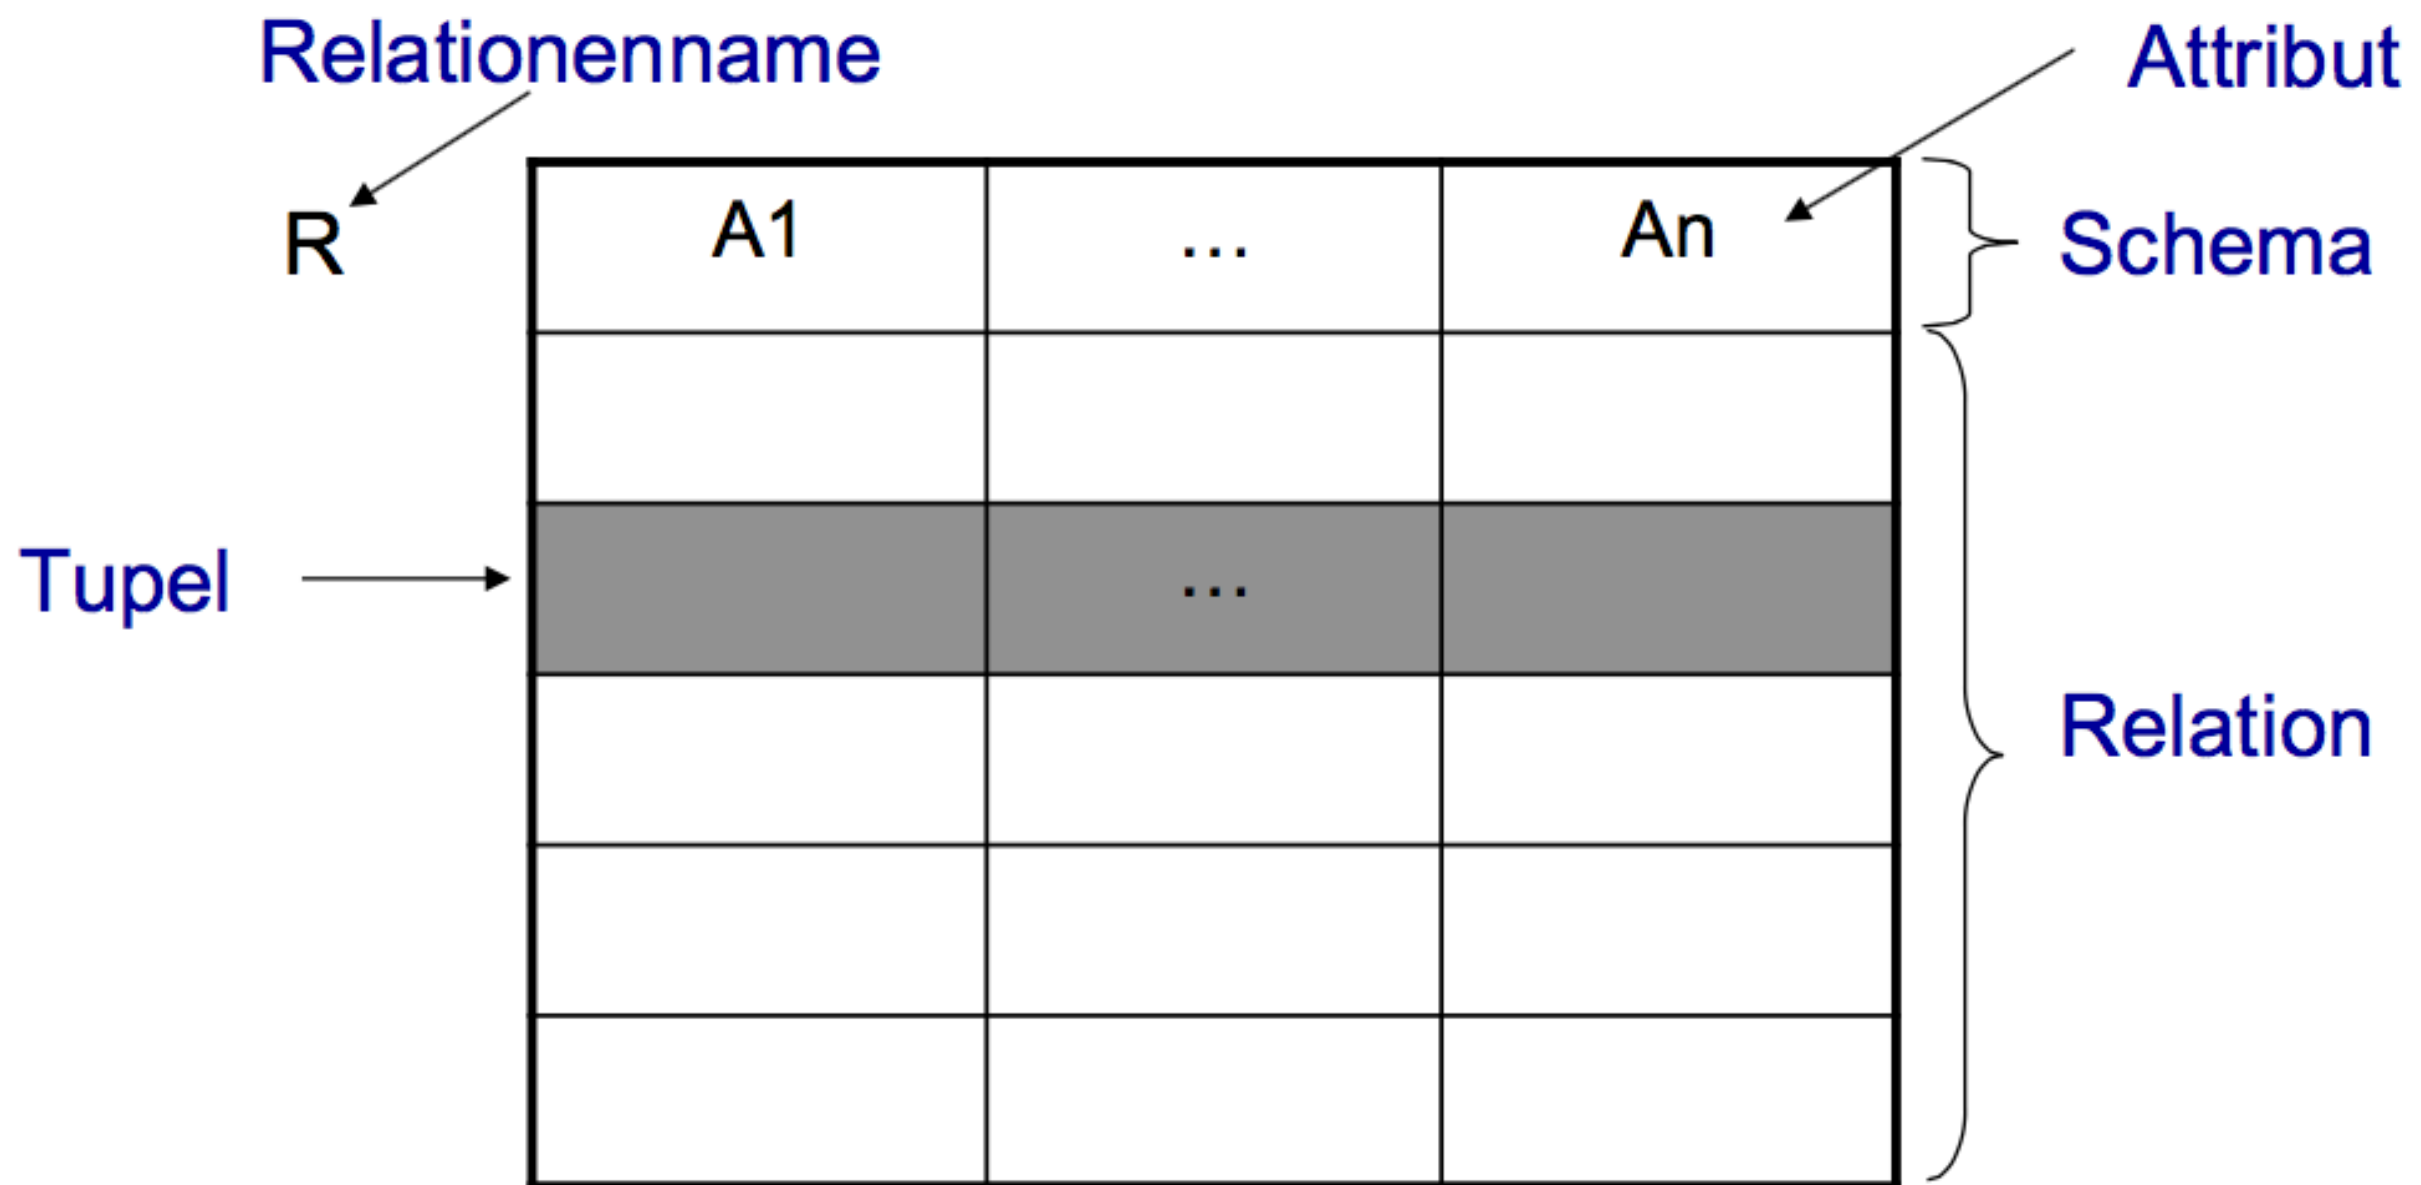 Relationenname
Attribut
R
A1
...
An
Schema
Tupel
...
Relation